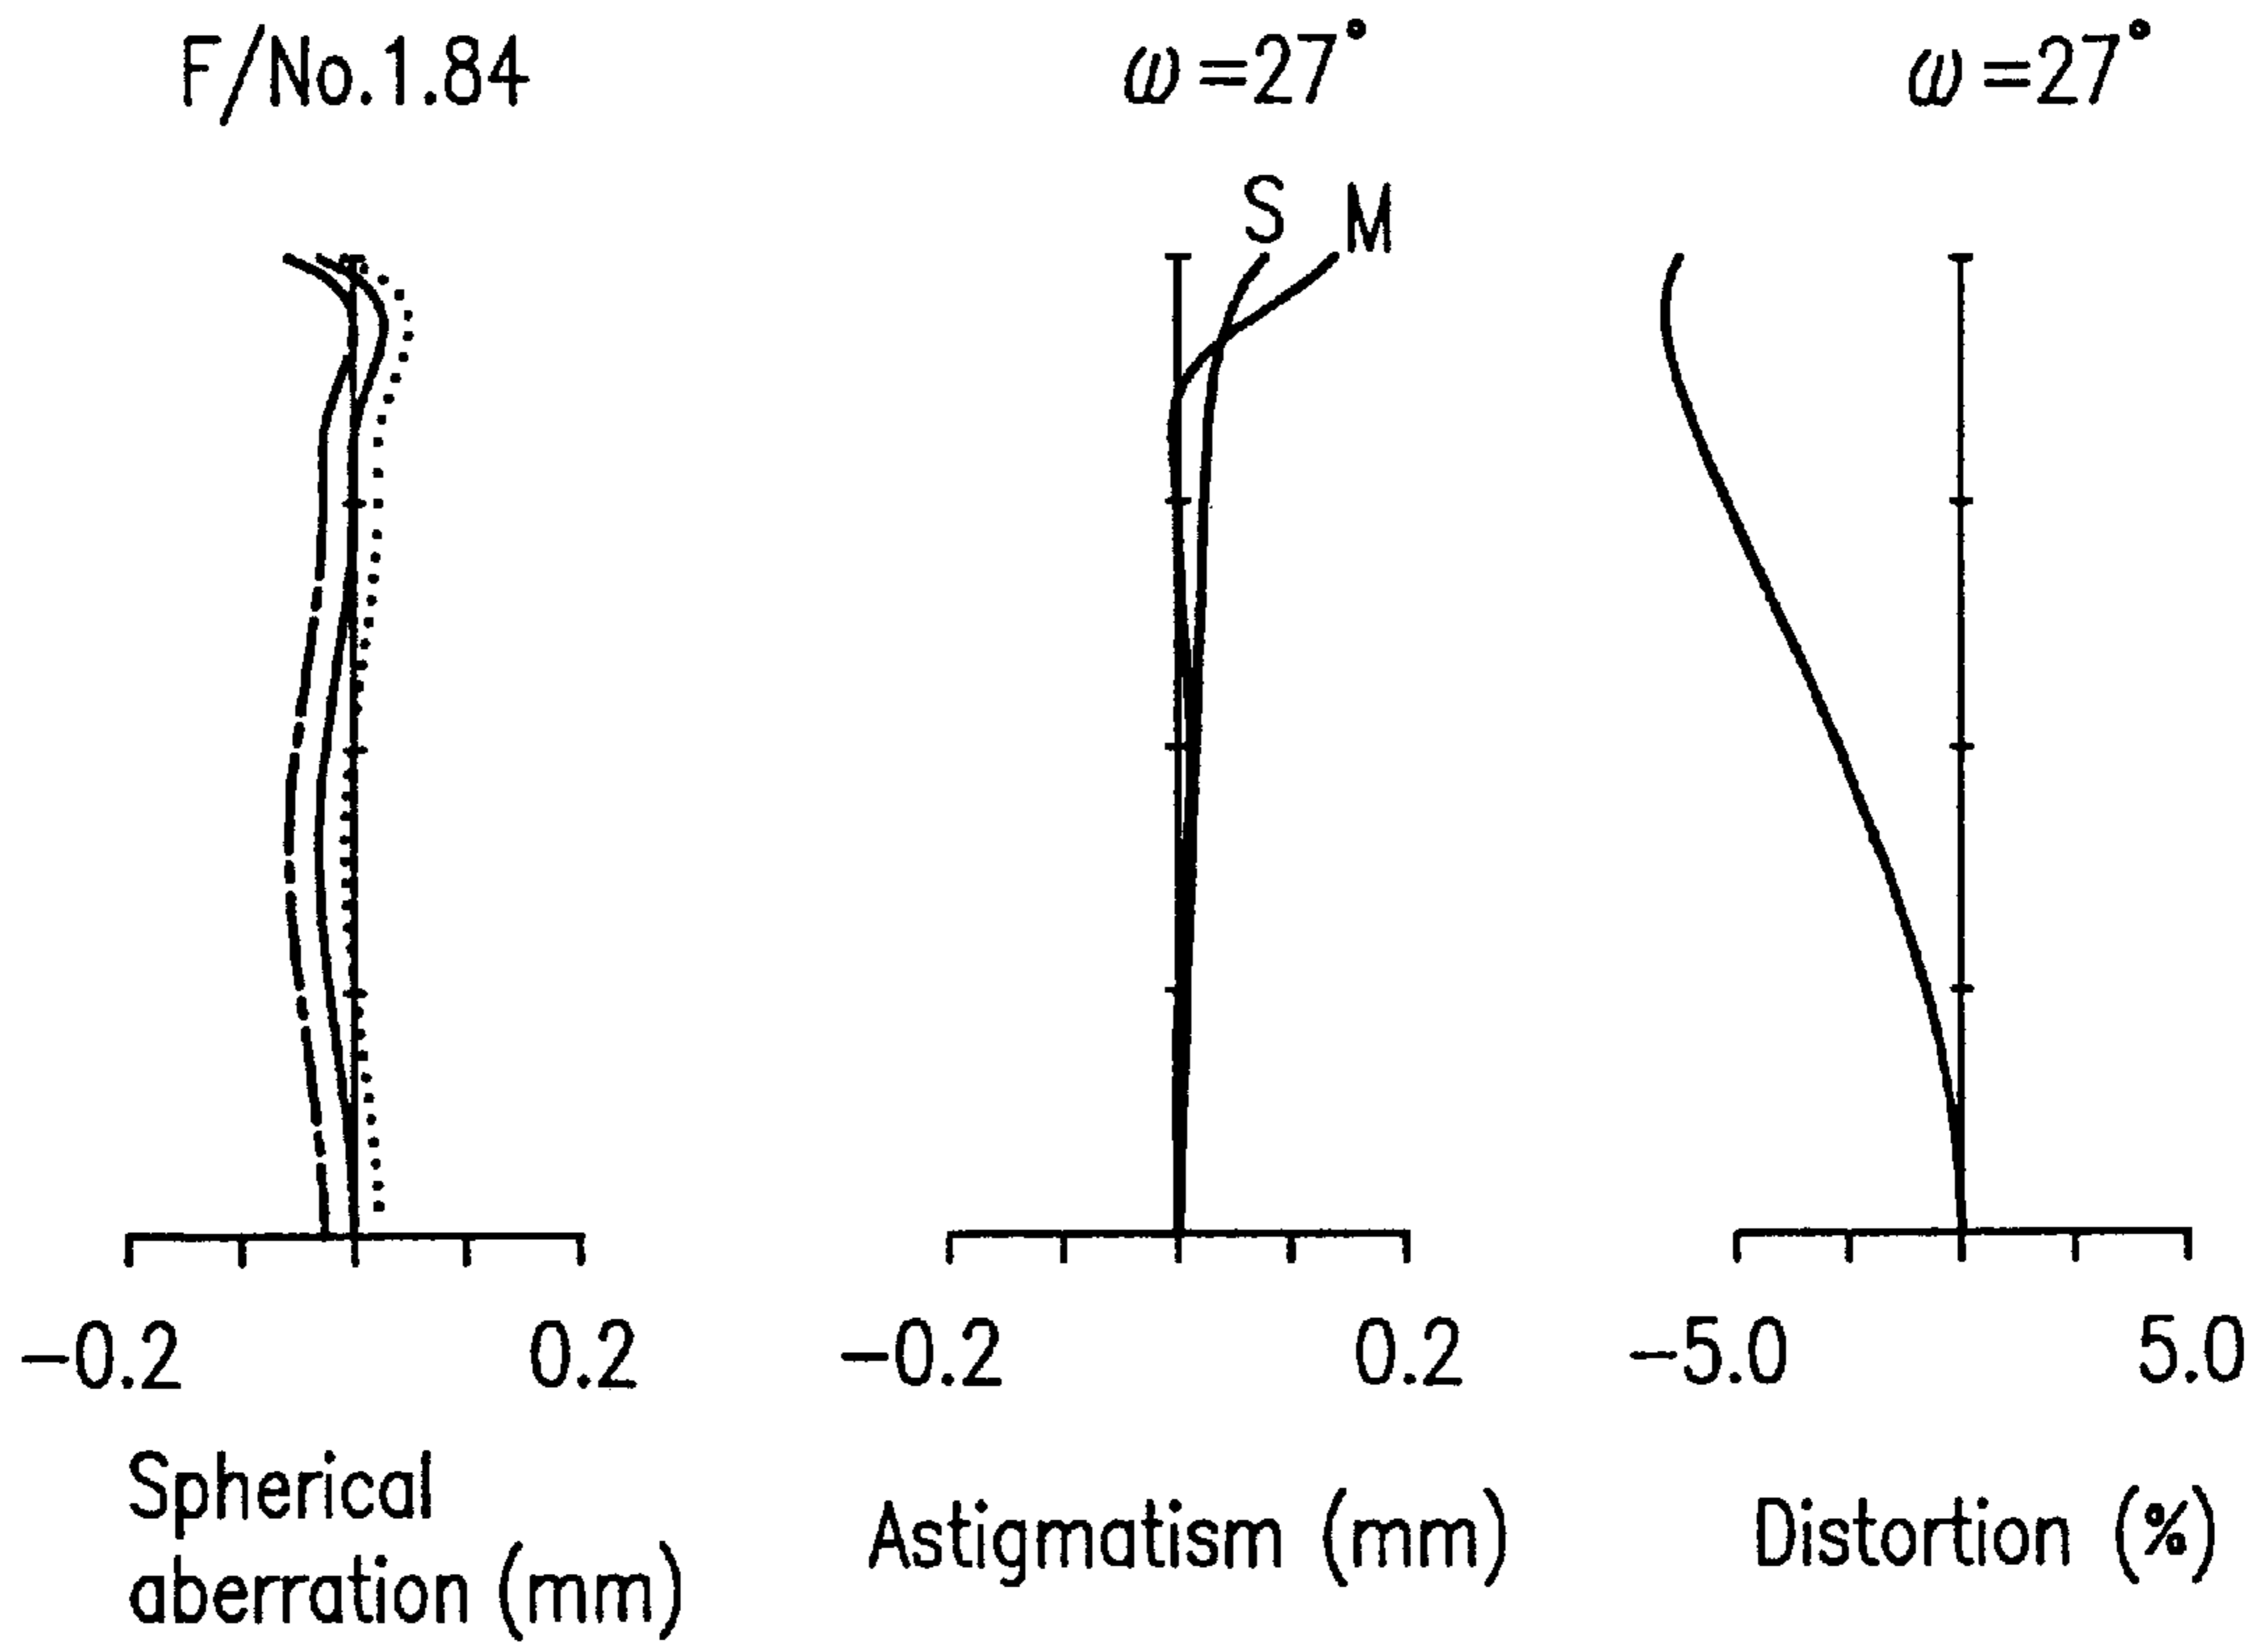 F/No.1.84
ω=27°
ω=27°
S M
-0.2 0.2
-0.2 0.2
-5.0 5.0
Spherical
aberration (mm)
Astigmatism (mm)
Distortion (%)